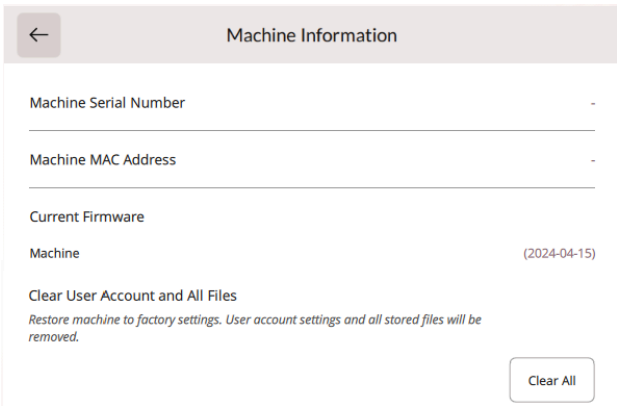 Machine Information
Machine Serial Number -
Machine MAC Address -
Current Firmware
Machine (2024-04-15)
Clear User Account and All Files
Restore machine to factory settings. User account settings and all stored files will be
removed.
Clear All